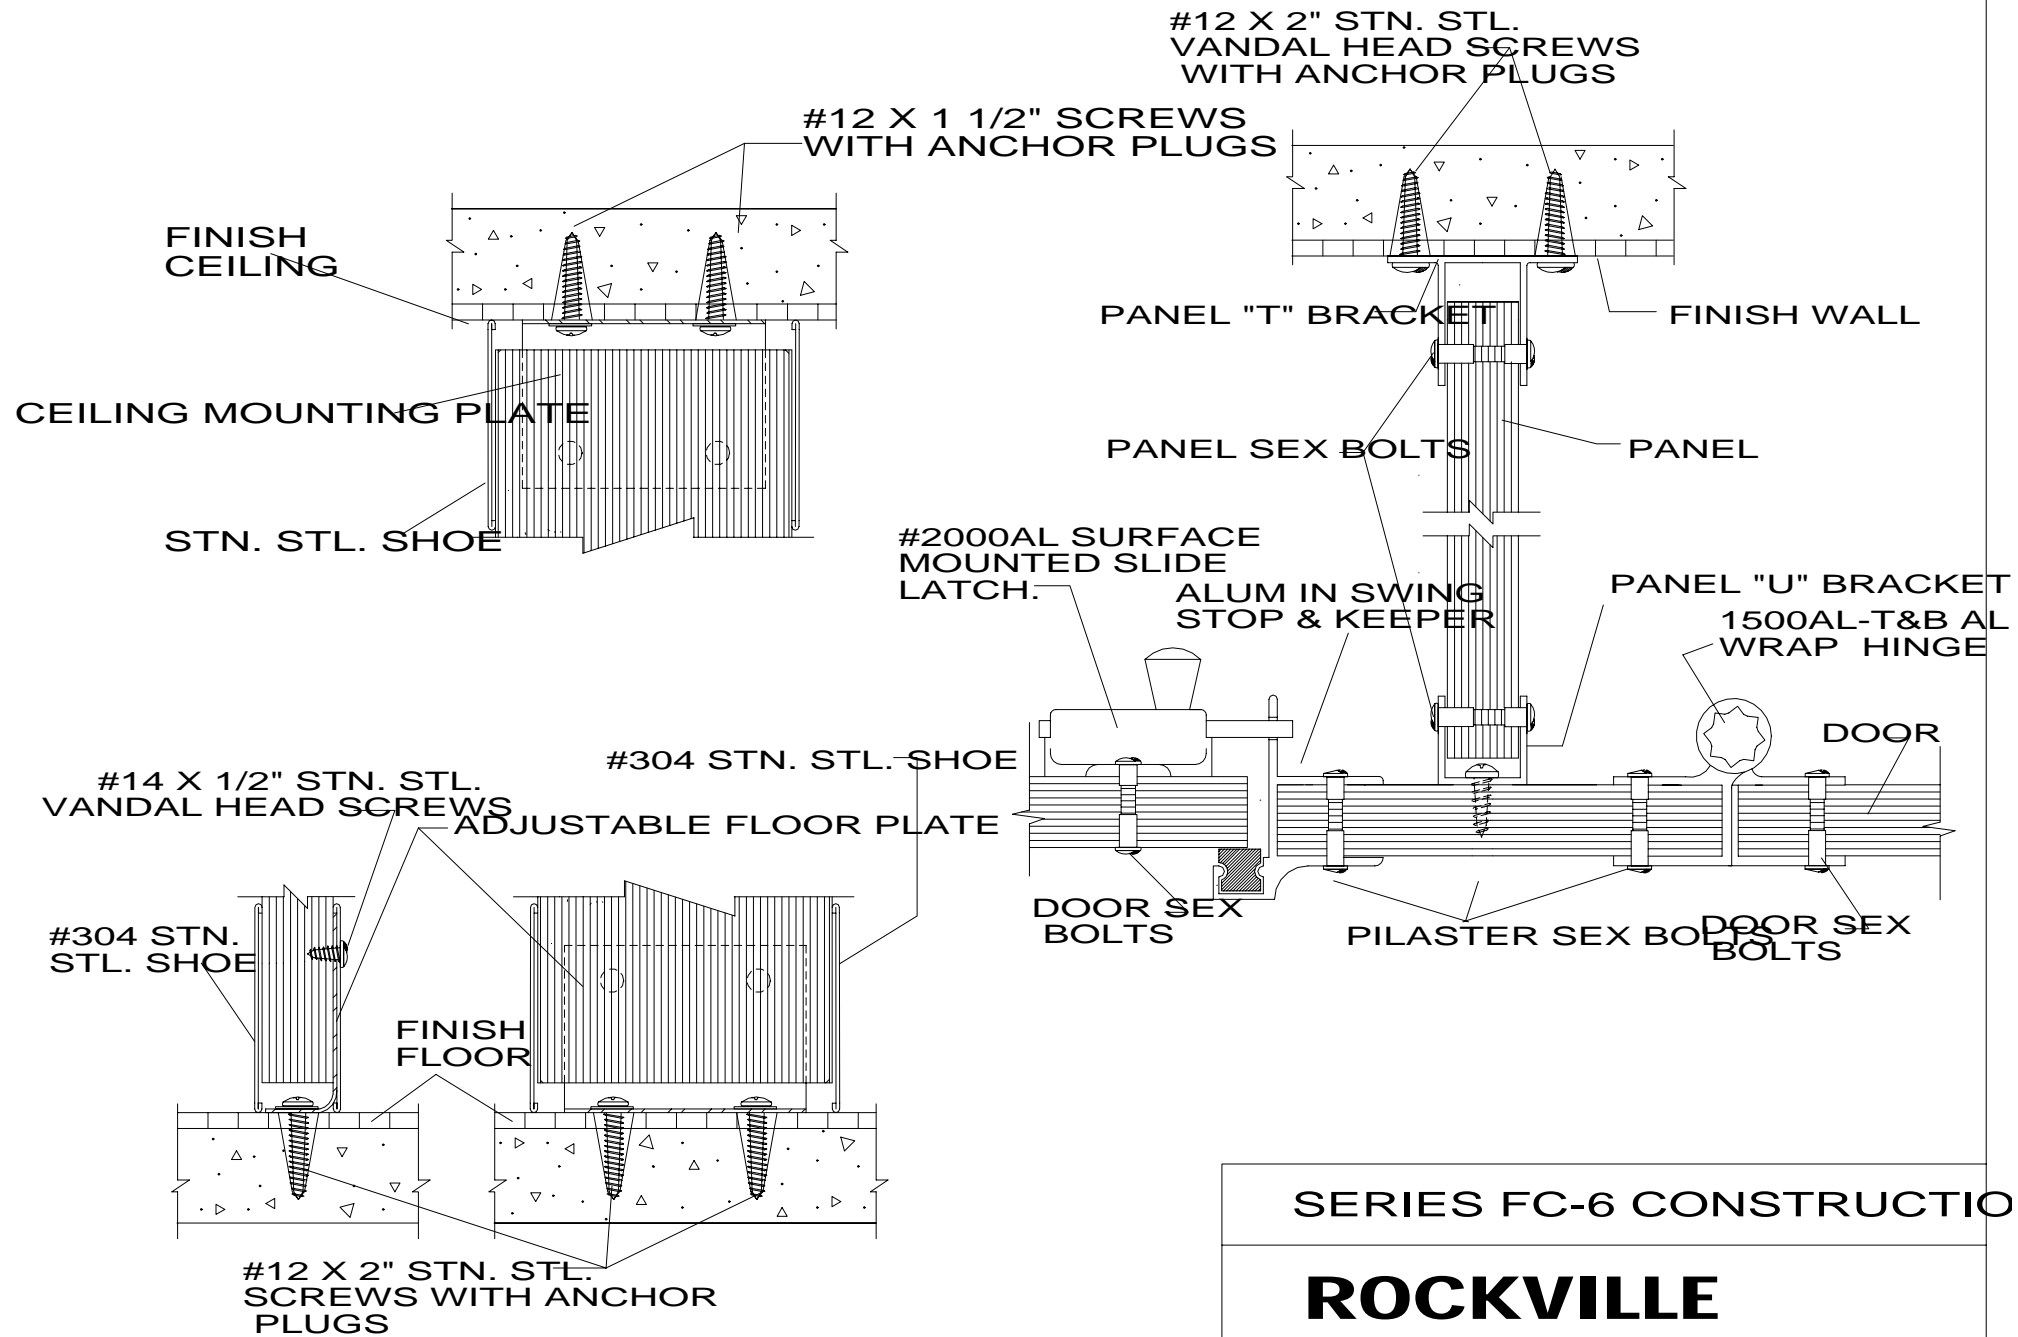 #12 X 2" STN. STL.
VANDAL HEAD SCREWS
WITH ANCHOR PLUGS
#12 X 1 1/2" SCREWS
WITH ANCHOR PLUGS
FINISH
CEILING
PANEL "T" BRACKET
FINISH WALL
CEILING MOUNTING PLATE
PANEL SEX BOLTS
PANEL
STN. STL. SHOE
#2000AL SURFACE
MOUNTED SLIDE
LATCH.
ALUM IN SWING
STOP & KEEPER
PANEL "U" BRACKET
1500AL-T&B AL
WRAP HINGE
DOOR
#304 STN. STL. SHOE
#14 X 1/2" STN. STL.
VANDAL HEAD SCREWS
ADJUSTABLE FLOOR PLATE
#304 STN.
STL. SHOE
DOOR SEX
BOLTS
PILASTER SEX BOLTS
DOOR SEX
BOLTS
FINISH
FLOOR
#12 X 2" STN. STL.
SCREWS WITH ANCHOR
PLUGS
SERIES FC-6 CONSTRUCTIO
ROCKVILLE